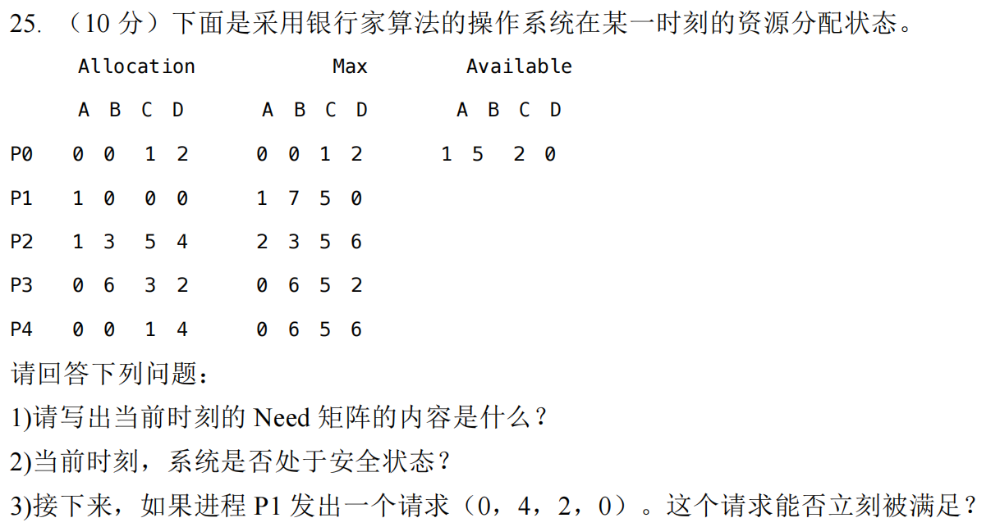 25. （10 分）下面是采用银行家算法的操作系统在某一时刻的资源分配状态。
Allocation Max Available
A B C D A B C D A B C D
P0 0 0 1 2 0 0 1 2 1 5 2 0
P1 1 0 0 0 1 7 5 0
P2 1 3 5 4 2 3 5 6
P3 0 6 3 2 0 6 5 2
P4 0 0 1 4 0 6 5 6
请回答下列问题：
1)请写出当前时刻的 Need 矩阵的内容是什么？
2)当前时刻，系统是否处于安全状态？
3)接下来，如果进程 P1 发出一个请求（0，4，2，0）。这个请求能否立刻被满足？